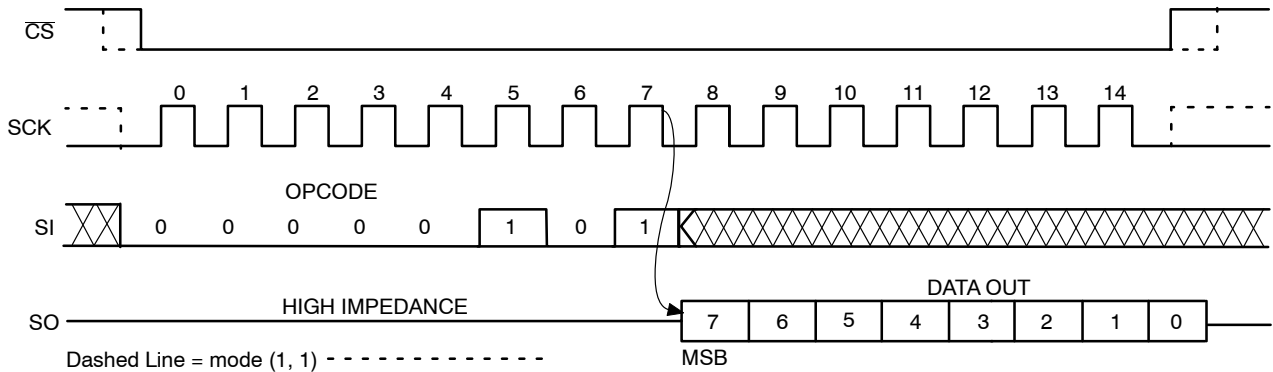 CS
0 1 2 3 4 5 6 7 8 9 10 11 12 13 14
SCK
OPCODE
SI 0 0 0 0 0 1 0 1
DATA OUT
HIGH IMPEDANCE
SO 7 6 5 4 3 2 1 0
Dashed Line = mode (1, 1)
MSB